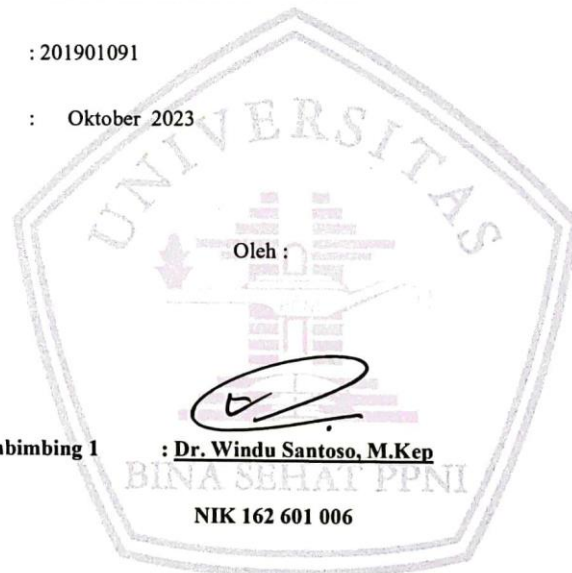 : 201901091
: Oktober 2023
UNIVERSITAS
Oleh :
mbimbing 1 : Dr. Windu Santoso, M.Kep
BINA SEHAT PPNI
NIK 162 601 006